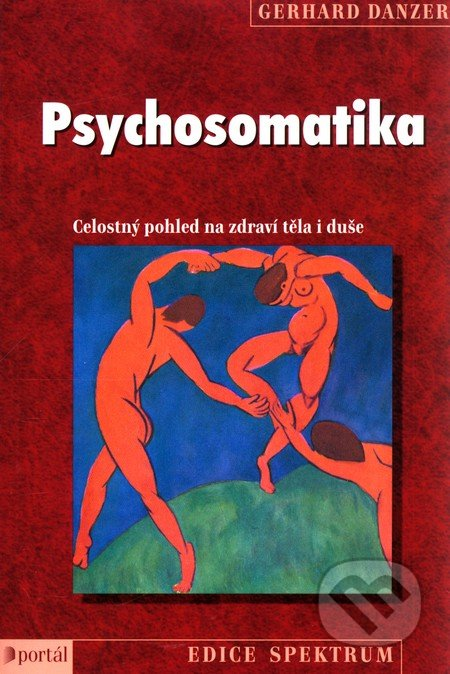 GERHARD DANZER
Psychosomatika
Celostný pohled na zdraví těla i duše
portál
EDICE SPEKTRUM
m